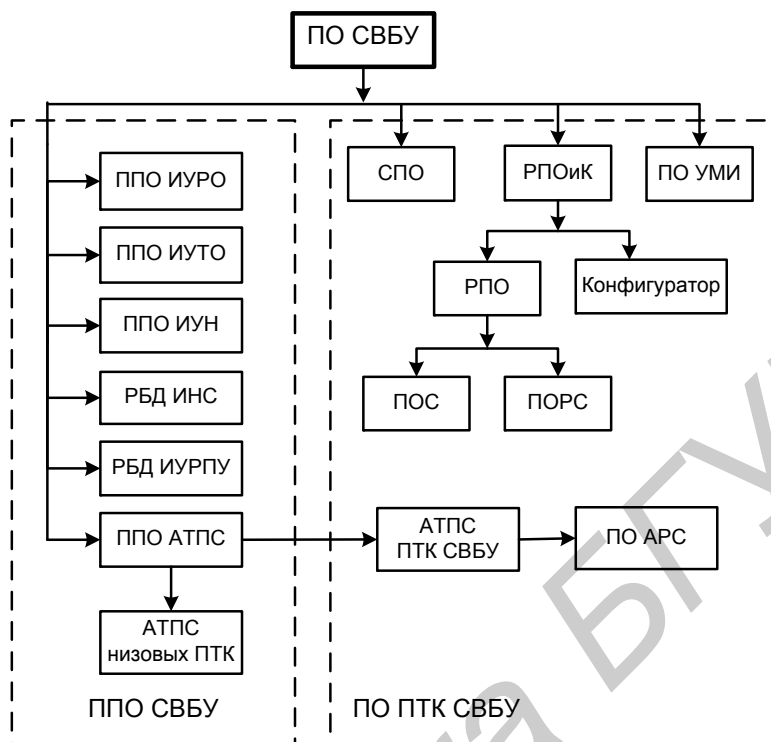 ПО СВБУ
ППО ИУРО
ППО ИУТО
ППО ИУН
РБД ИНС
РБД ИУРПУ
ППО АТПС
АТПС
низовых ПТК
ППО СВБУ
СПО
РПОиК
ПО УМИ
РПО
Конфигуратор
ПОС
ПОРС
АТПС
ПТК СВБУ
ПО АРС
ПО ПТК СВБУ